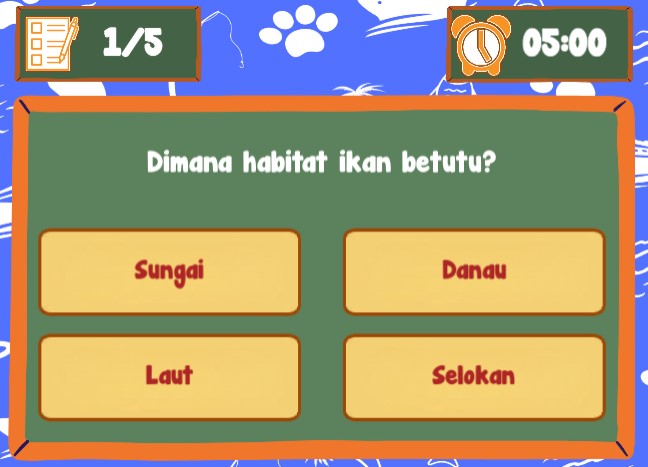 1/5
05:00
Dimana habitat ikan betutu?
Sungai
Danau
Laut
Selokan